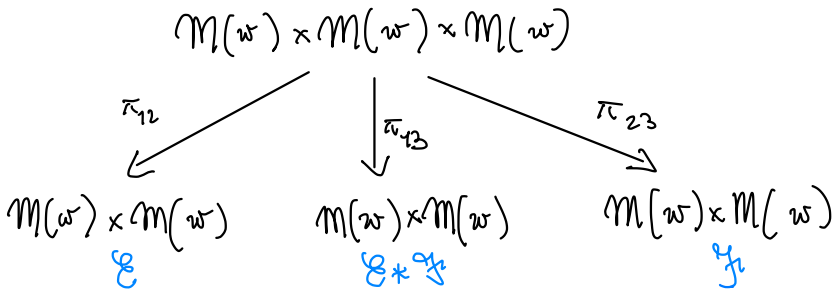 𝔐(w) × 𝔐(w) × 𝔐(w)
π₁₂ π₁₃ π₂₃
𝔐(w) × 𝔐(w) 𝔐(w) × 𝔐(w) 𝔐(w) × 𝔐(w)
ℰ ℰ * ℱ ℱ